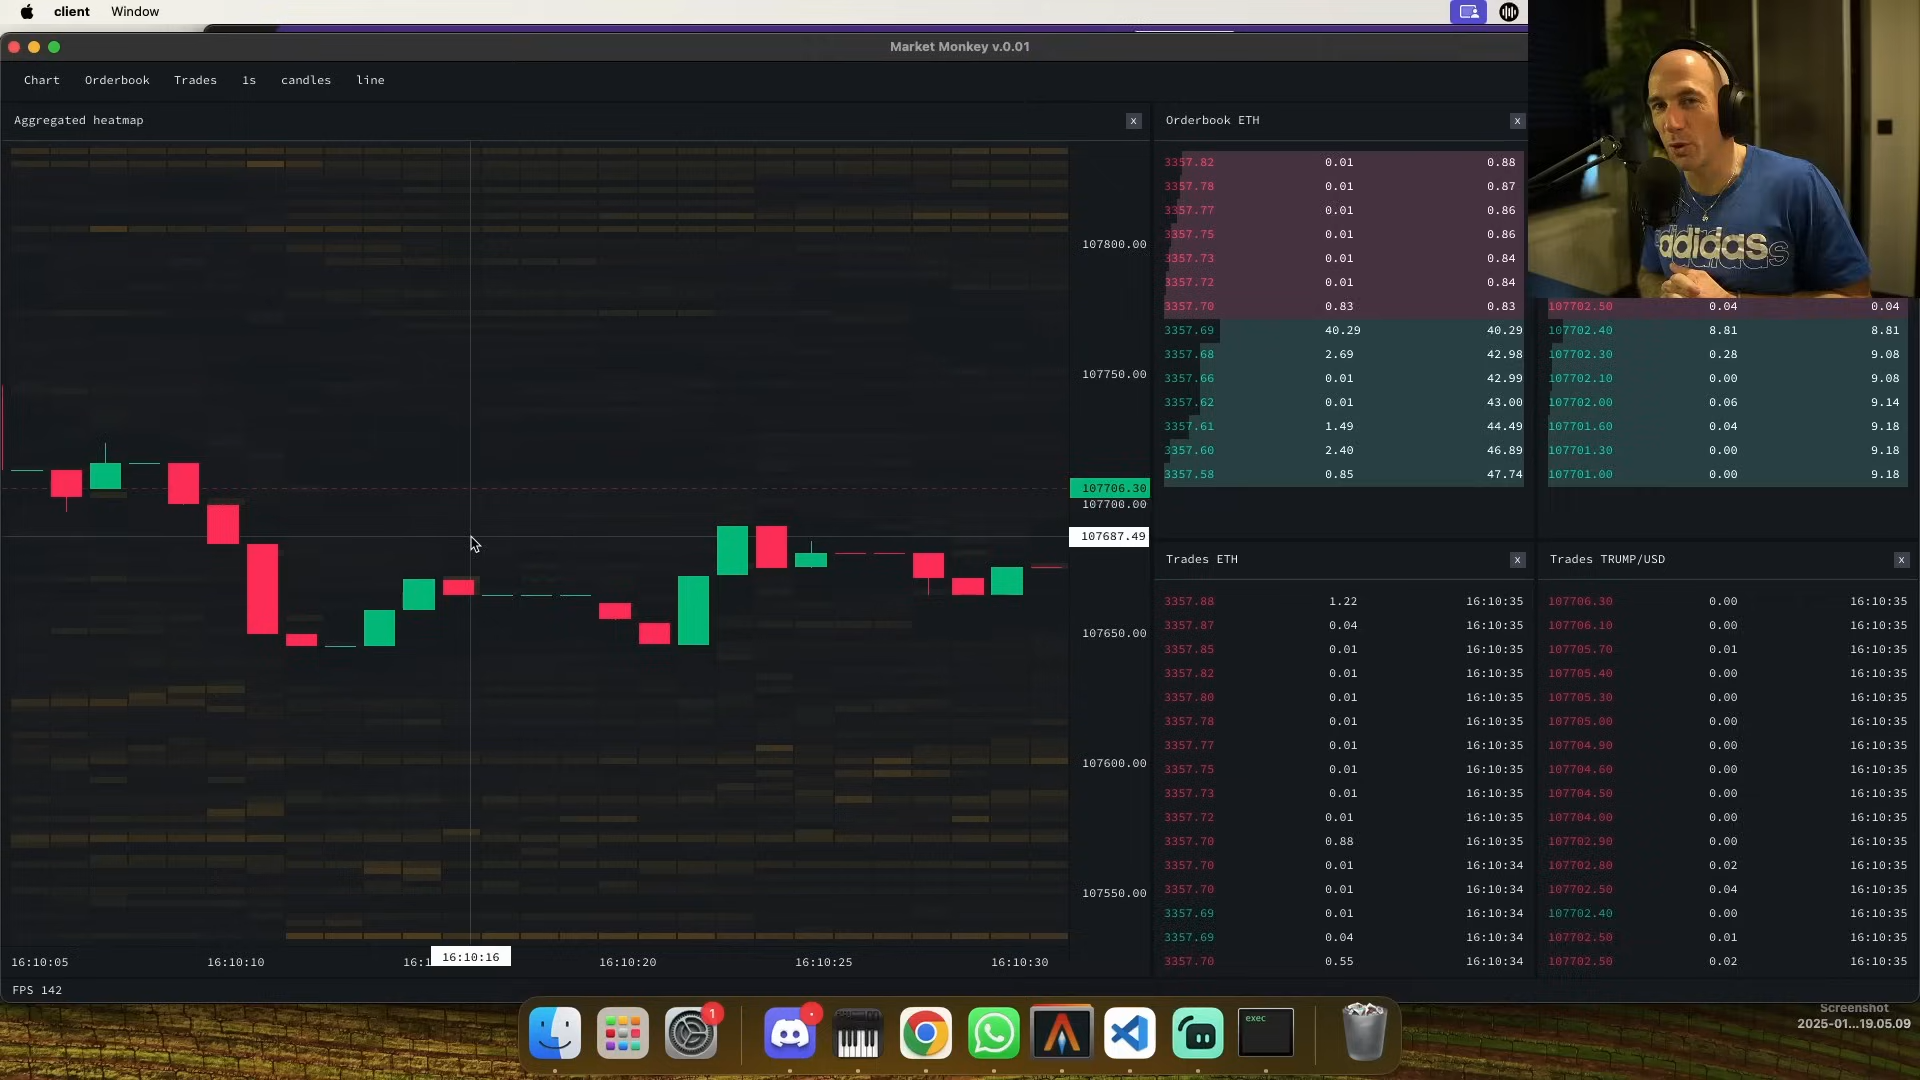 client Window
Market Monkey v.0.01
Chart Orderbook Trades 1s candles line
Aggregated heatmap x
107800.00
107750.00
107706.30
107700.00
107687.49
107650.00
107600.00
107550.00
16:10:05 16:10:10 16:1 16:10:16 16:10:20 16:10:25 16:10:30
FPS 142
Orderbook ETH x
3357.82 0.01 0.88
3357.78 0.01 0.87
3357.77 0.01 0.86
3357.75 0.01 0.86
3357.73 0.01 0.84
3357.72 0.01 0.84
3357.70 0.83 0.83
3357.69 40.29 40.29
3357.68 2.69 42.98
3357.66 0.01 42.99
3357.62 0.01 43.00
3357.61 1.49 44.49
3357.60 2.40 46.89
3357.58 0.85 47.74
adidas
107702.50 0.04 0.04
107702.40 8.81 8.81
107702.30 0.28 9.08
107702.10 0.00 9.08
107702.00 0.06 9.14
107701.60 0.04 9.18
107701.30 0.00 9.18
107701.00 0.00 9.18
Trades ETH x
3357.88 1.22 16:10:35
3357.87 0.04 16:10:35
3357.85 0.01 16:10:35
3357.82 0.01 16:10:35
3357.80 0.01 16:10:35
3357.78 0.01 16:10:35
3357.77 0.01 16:10:35
3357.75 0.01 16:10:35
3357.73 0.01 16:10:35
3357.72 0.01 16:10:35
3357.70 0.88 16:10:35
3357.70 0.01 16:10:34
3357.70 0.01 16:10:34
3357.69 0.01 16:10:34
3357.69 0.04 16:10:34
3357.70 0.55 16:10:34
Trades TRUMP/USD x
107706.30 0.00 16:10:35
107706.10 0.00 16:10:35
107705.70 0.01 16:10:35
107705.40 0.00 16:10:35
107705.30 0.00 16:10:35
107705.00 0.00 16:10:35
107704.90 0.00 16:10:35
107704.60 0.00 16:10:35
107704.50 0.00 16:10:35
107704.00 0.00 16:10:35
107702.90 0.00 16:10:35
107702.80 0.02 16:10:35
107702.50 0.04 16:10:35
107702.40 0.00 16:10:35
107702.50 0.01 16:10:35
107702.50 0.02 16:10:35
1
exec
Screenshot
2025-01...19.05.09